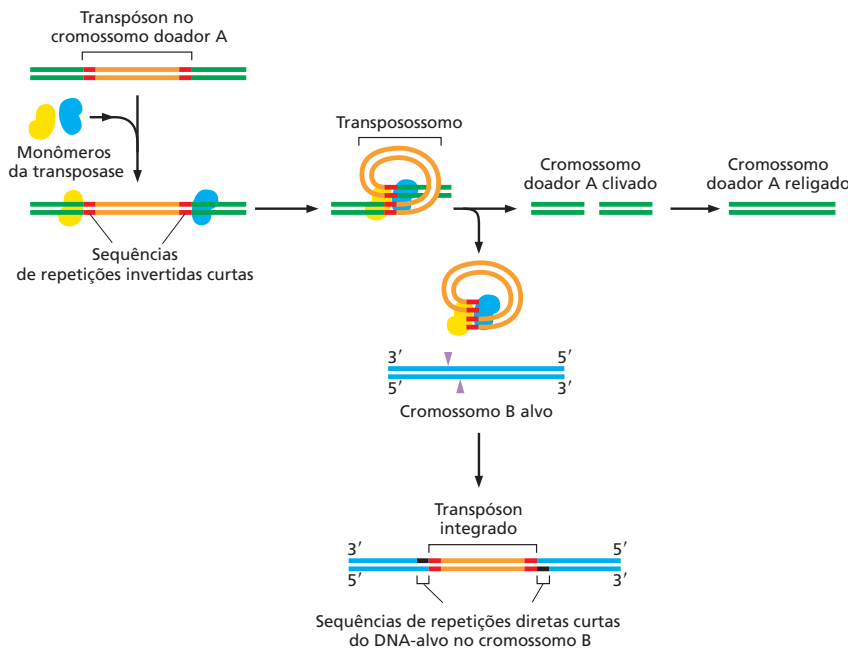 Transpóson no
cromossomo doador A
Monômeros
da transposase
Sequências
de repetições invertidas curtas
Transposossomo
Cromossomo
doador A clivado
Cromossomo
doador A religado
3′ 5′
5′ 3′
Cromossomo B alvo
Transpóson
integrado
3′ 5′
5′ 3′
Sequências de repetições diretas curtas
do DNA-alvo no cromossomo B